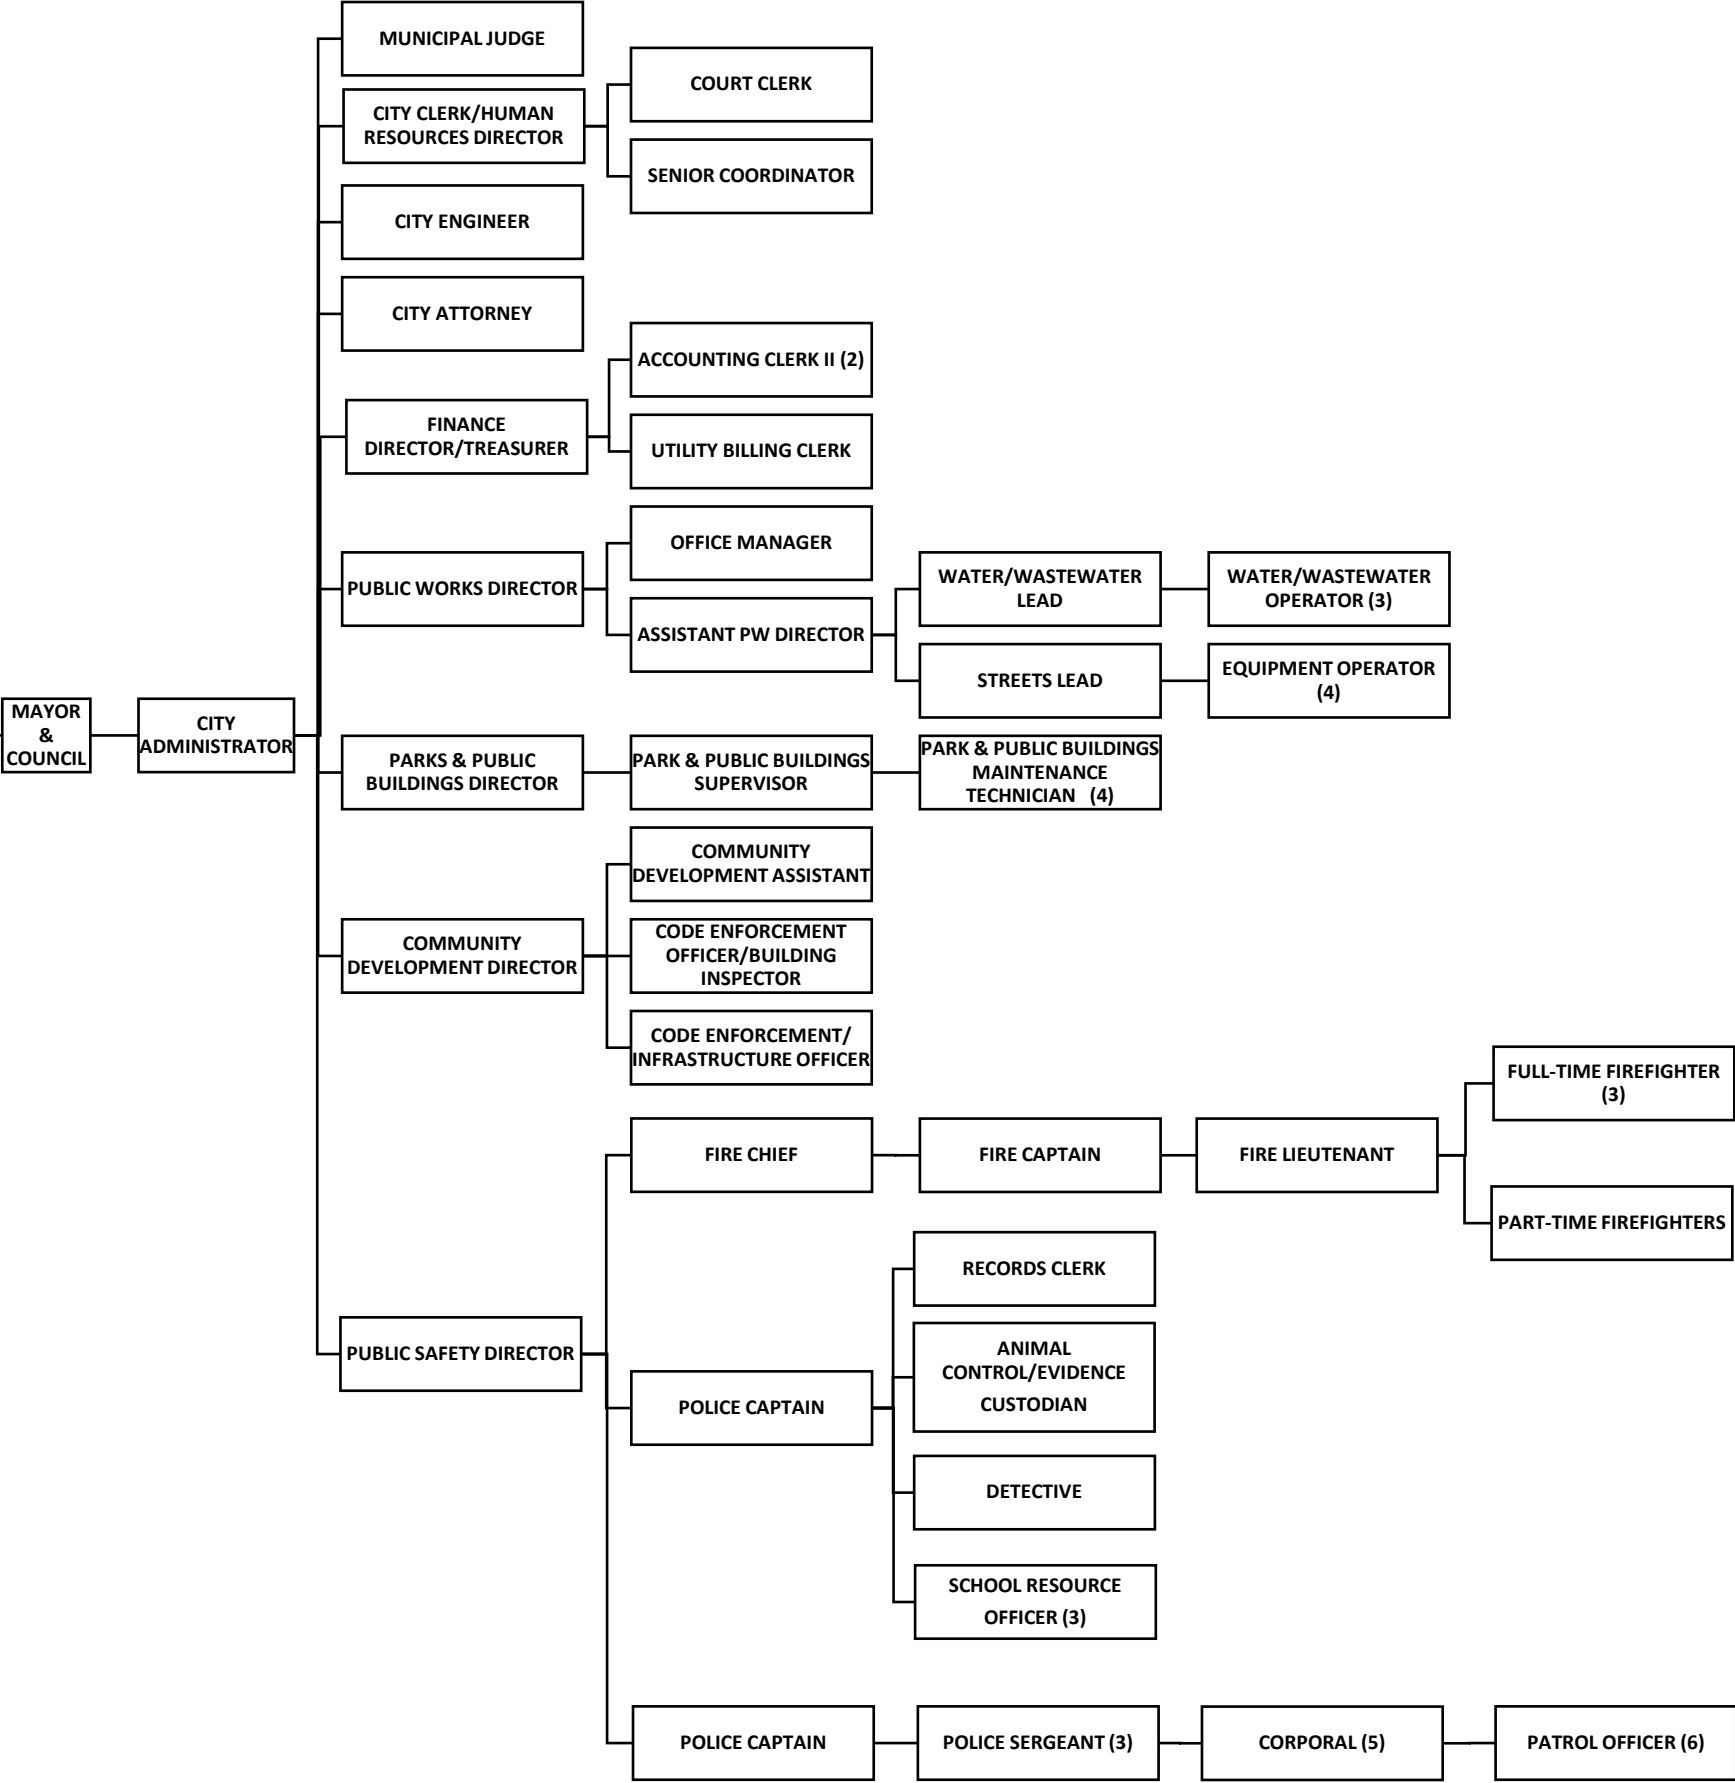 MUNICIPAL JUDGE
CITY CLERK/HUMAN
RESOURCES DIRECTOR
COURT CLERK
SENIOR COORDINATOR
CITY ENGINEER
CITY ATTORNEY
FINANCE
DIRECTOR/TREASURER
ACCOUNTING CLERK II (2)
UTILITY BILLING CLERK
PUBLIC WORKS DIRECTOR
OFFICE MANAGER
ASSISTANT PW DIRECTOR
WATER/WASTEWATER
LEAD
WATER/WASTEWATER
OPERATOR (3)
STREETS LEAD
EQUIPMENT OPERATOR
(4)
MAYOR
&
COUNCIL
CITY
ADMINISTRATOR
PARKS & PUBLIC
BUILDINGS DIRECTOR
PARK & PUBLIC BUILDINGS
SUPERVISOR
PARK & PUBLIC BUILDINGS
MAINTENANCE
TECHNICIAN (4)
COMMUNITY
DEVELOPMENT DIRECTOR
COMMUNITY
DEVELOPMENT ASSISTANT
CODE ENFORCEMENT
OFFICER/BUILDING
INSPECTOR
CODE ENFORCEMENT/
INFRASTRUCTURE OFFICER
PUBLIC SAFETY DIRECTOR
FIRE CHIEF
FIRE CAPTAIN
FIRE LIEUTENANT
FULL-TIME FIREFIGHTER
(3)
PART-TIME FIREFIGHTERS
POLICE CAPTAIN
RECORDS CLERK
ANIMAL
CONTROL/EVIDENCE
CUSTODIAN
DETECTIVE
SCHOOL RESOURCE
OFFICER (3)
POLICE CAPTAIN
POLICE SERGEANT (3)
CORPORAL (5)
PATROL OFFICER (6)